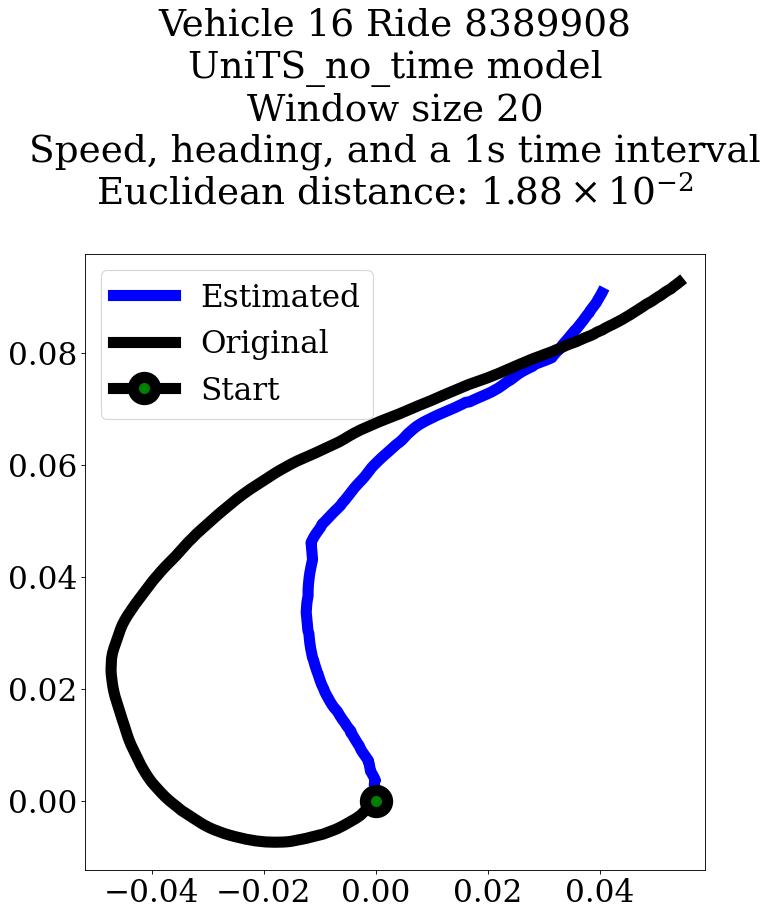 Vehicle 16 Ride 8389908
UniTS_no_time model
Window size 20
Speed, heading, and a 1s time interval
Euclidean distance: 1.88 × 10⁻²
Estimated
Original
Start
0.08
0.06
0.04
0.02
0.00
−0.04 −0.02 0.00 0.02 0.04